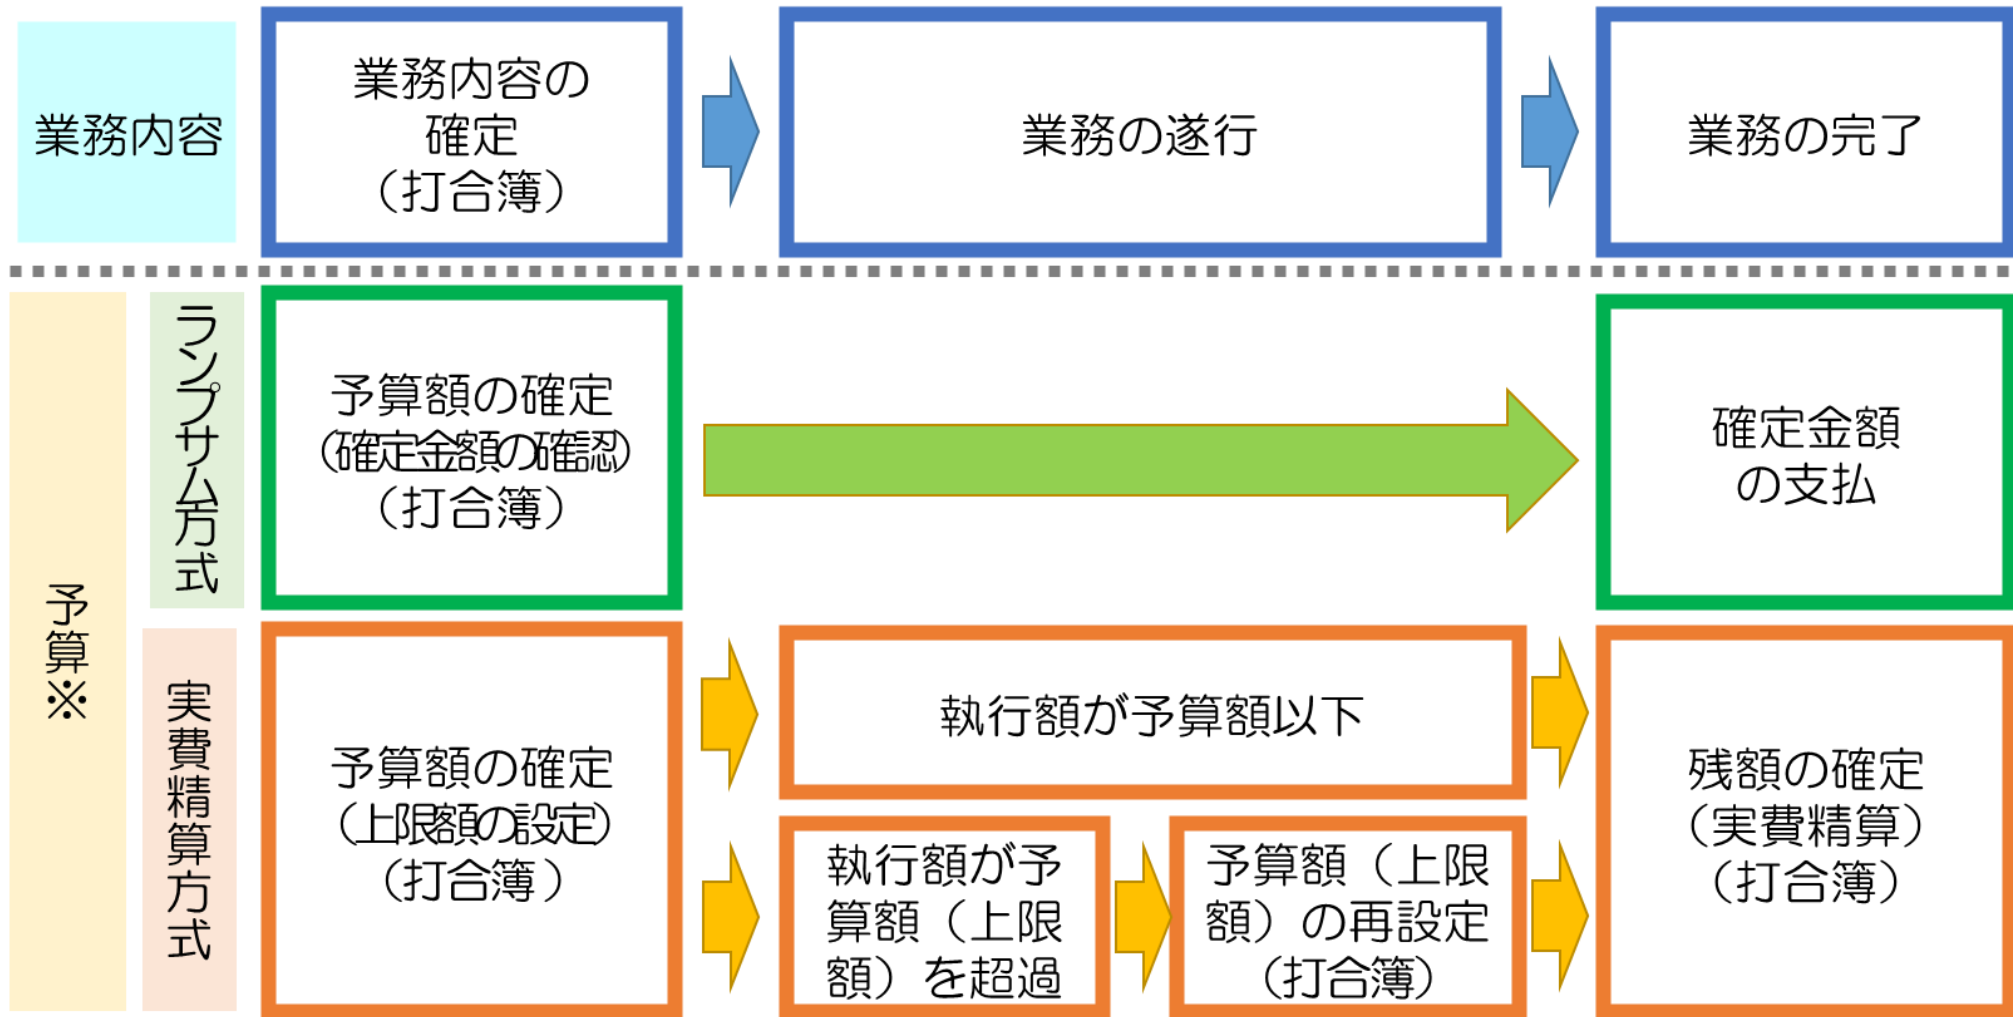 業務内容
業務内容の
確定
（打合簿）
業務の遂行
業務の完了
予算※
ランプサム方式
予算額の確定
（確定金額の確認）
（打合簿）
確定金額
の支払
実費精算方式
予算額の確定
（上限額の設定）
（打合簿）
執行額が予算額以下
執行額が予
算額（上限
額）を超過
予算額（上限
額）の再設定
（打合簿）
残額の確定
（実費精算）
（打合簿）